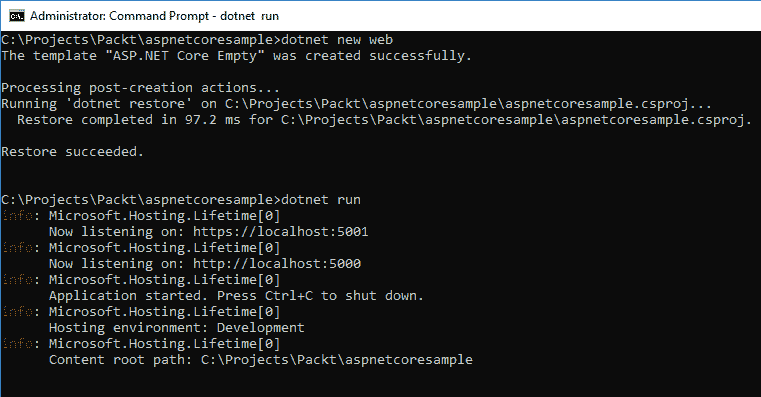 Administrator: Command Prompt - dotnet run
C:\Projects\Packt\aspnetcoresample>dotnet new web
The template "ASP.NET Core Empty" was created successfully.
Processing post-creation actions...
Running 'dotnet restore' on C:\Projects\Packt\aspnetcoresample\aspnetcoresample.csproj...
Restore completed in 97.2 ms for C:\Projects\Packt\aspnetcoresample\aspnetcoresample.csproj.
Restore succeeded.
C:\Projects\Packt\aspnetcoresample>dotnet run
info: Microsoft.Hosting.Lifetime[0]
Now listening on: https://localhost:5001
info: Microsoft.Hosting.Lifetime[0]
Now listening on: http://localhost:5000
info: Microsoft.Hosting.Lifetime[0]
Application started. Press Ctrl+C to shut down.
info: Microsoft.Hosting.Lifetime[0]
Hosting environment: Development
info: Microsoft.Hosting.Lifetime[0]
Content root path: C:\Projects\Packt\aspnetcoresample